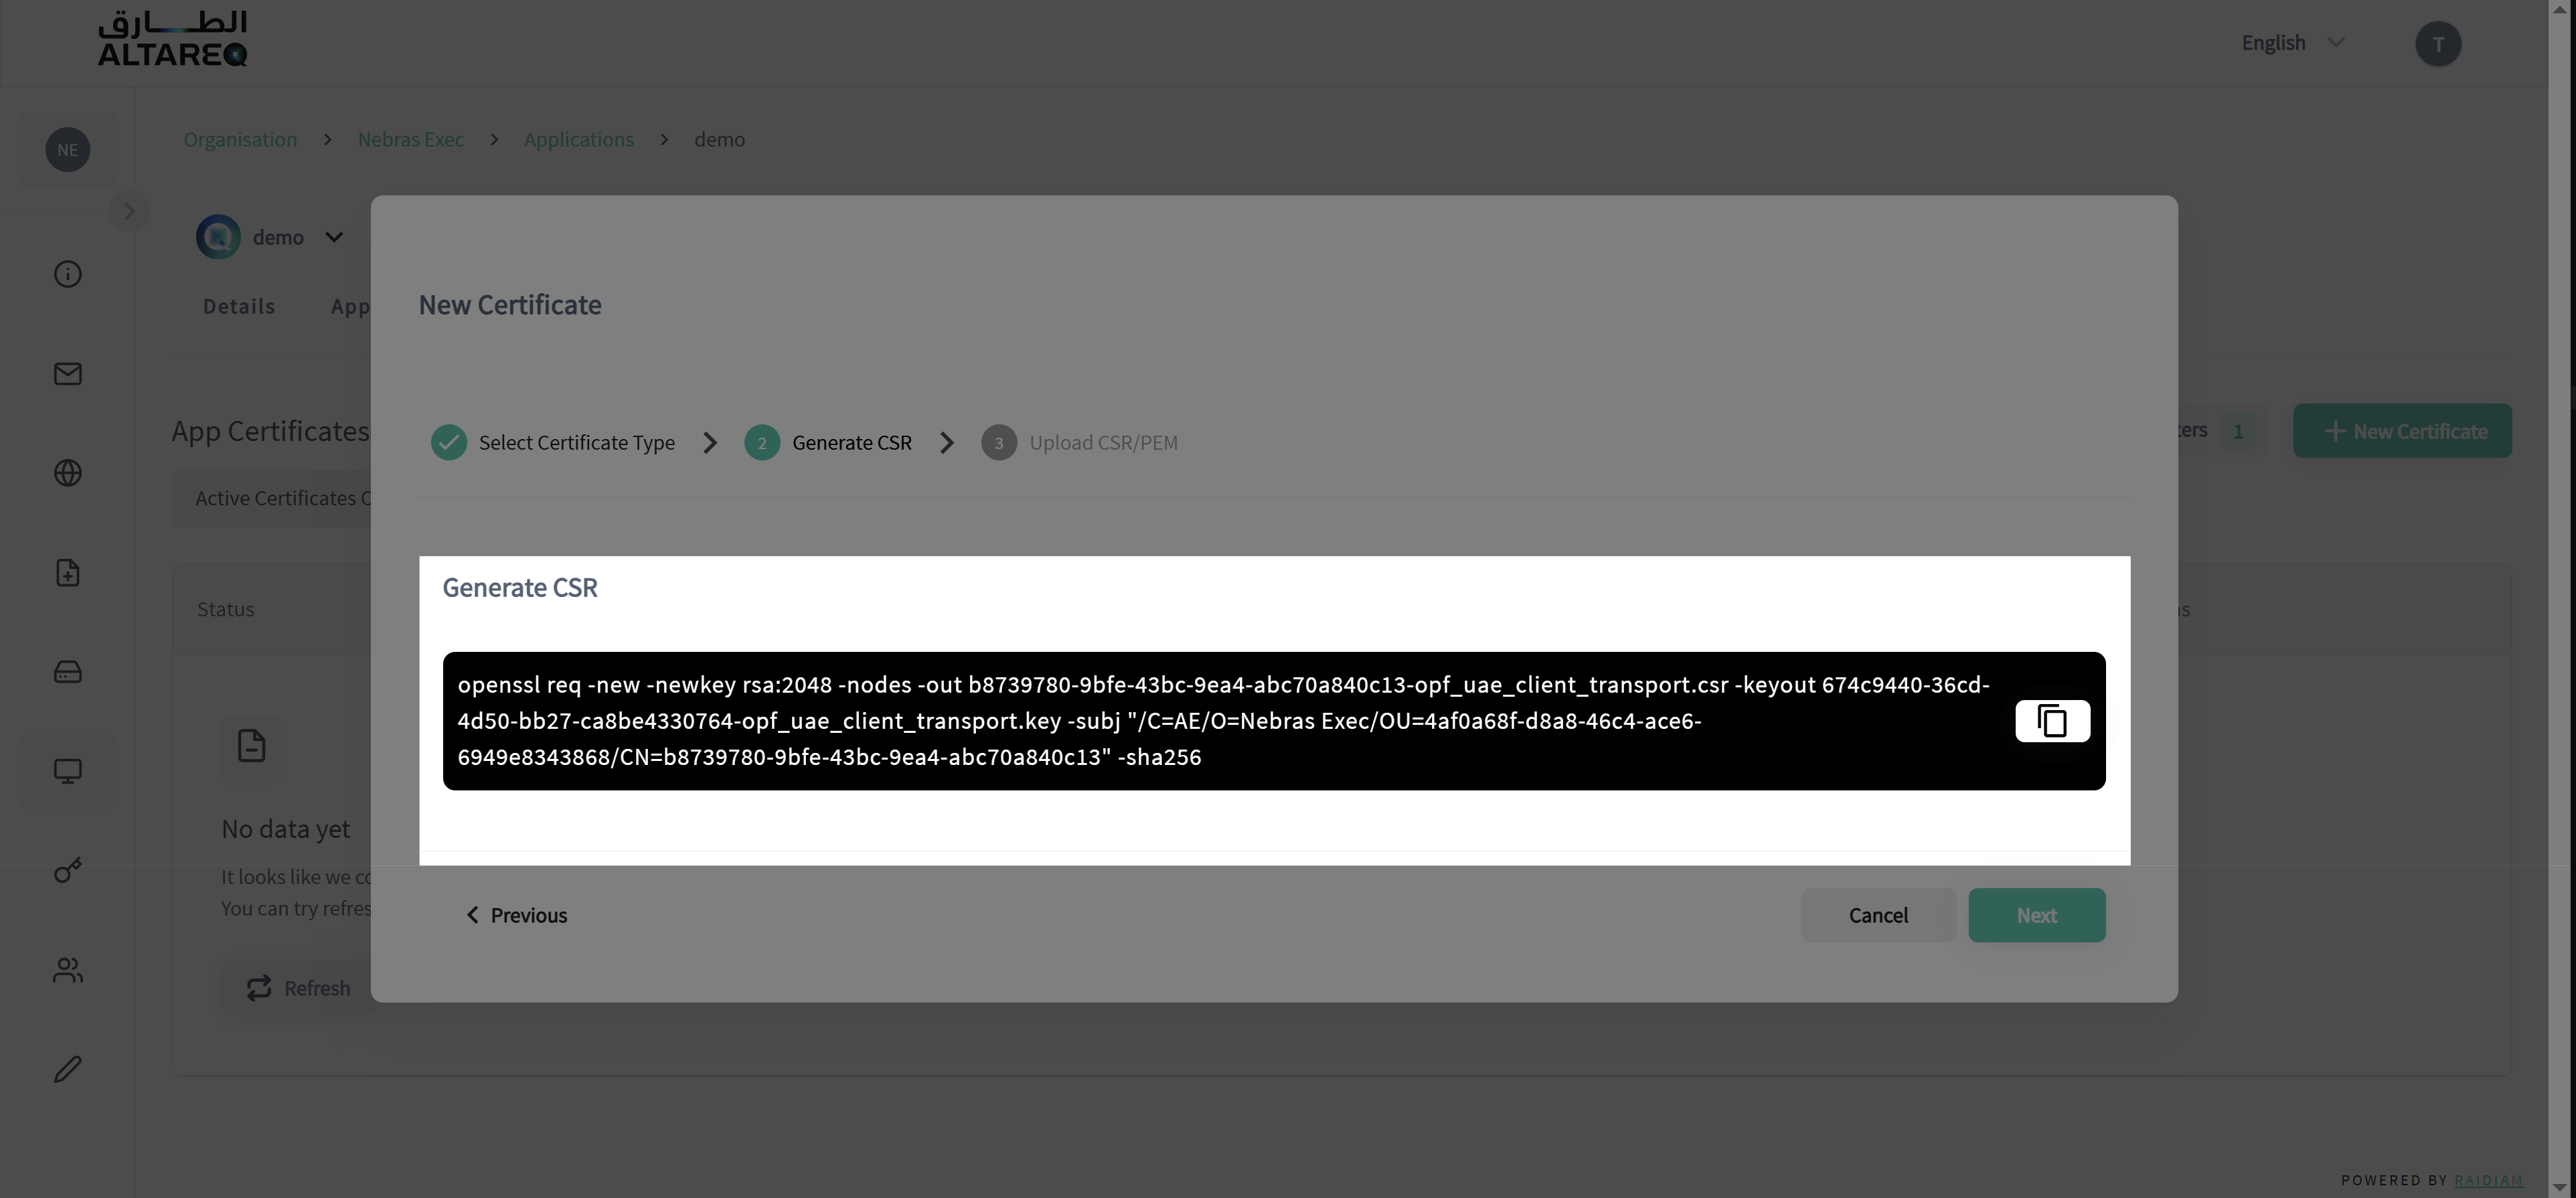 الطارق
ALTAREQ
English
T
NE
Organisation > Nebras Exec > Applications > demo
demo
Details
App
New Certificate
Select Certificate Type
2 Generate CSR
3 Upload CSR/PEM
App Certificates
ters 1
+ New Certificate
Active Certificates O
Generate CSR
Status
openssl req -new -newkey rsa:2048 -nodes -out b8739780-9bfe-43bc-9ea4-abc70a840c13-opf_uae_client_transport.csr -keyout 674c9440-36cd-
4d50-bb27-ca8be4330764-opf_uae_client_transport.key -subj "/C=AE/O=Nebras Exec/OU=4af0a68f-d8a8-46c4-ace6-
6949e8343868/CN=b8739780-9bfe-43bc-9ea4-abc70a840c13" -sha256
No data yet
It looks like we co
You can try refres
Previous
Cancel
Next
Refresh
POWERED BY RAIDIAM